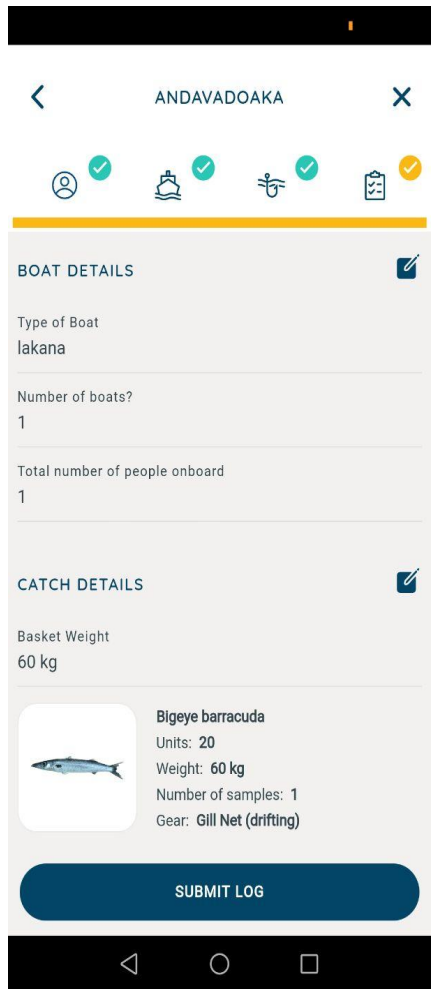 ANDAVADOAKA
BOAT DETAILS
Type of Boat
lakana
Number of boats?
1
Total number of people onboard
1
CATCH DETAILS
Basket Weight
60 kg
Bigeye barracuda
Units: 20
Weight: 60 kg
Number of samples: 1
Gear: Gill Net (drifting)
SUBMIT LOG